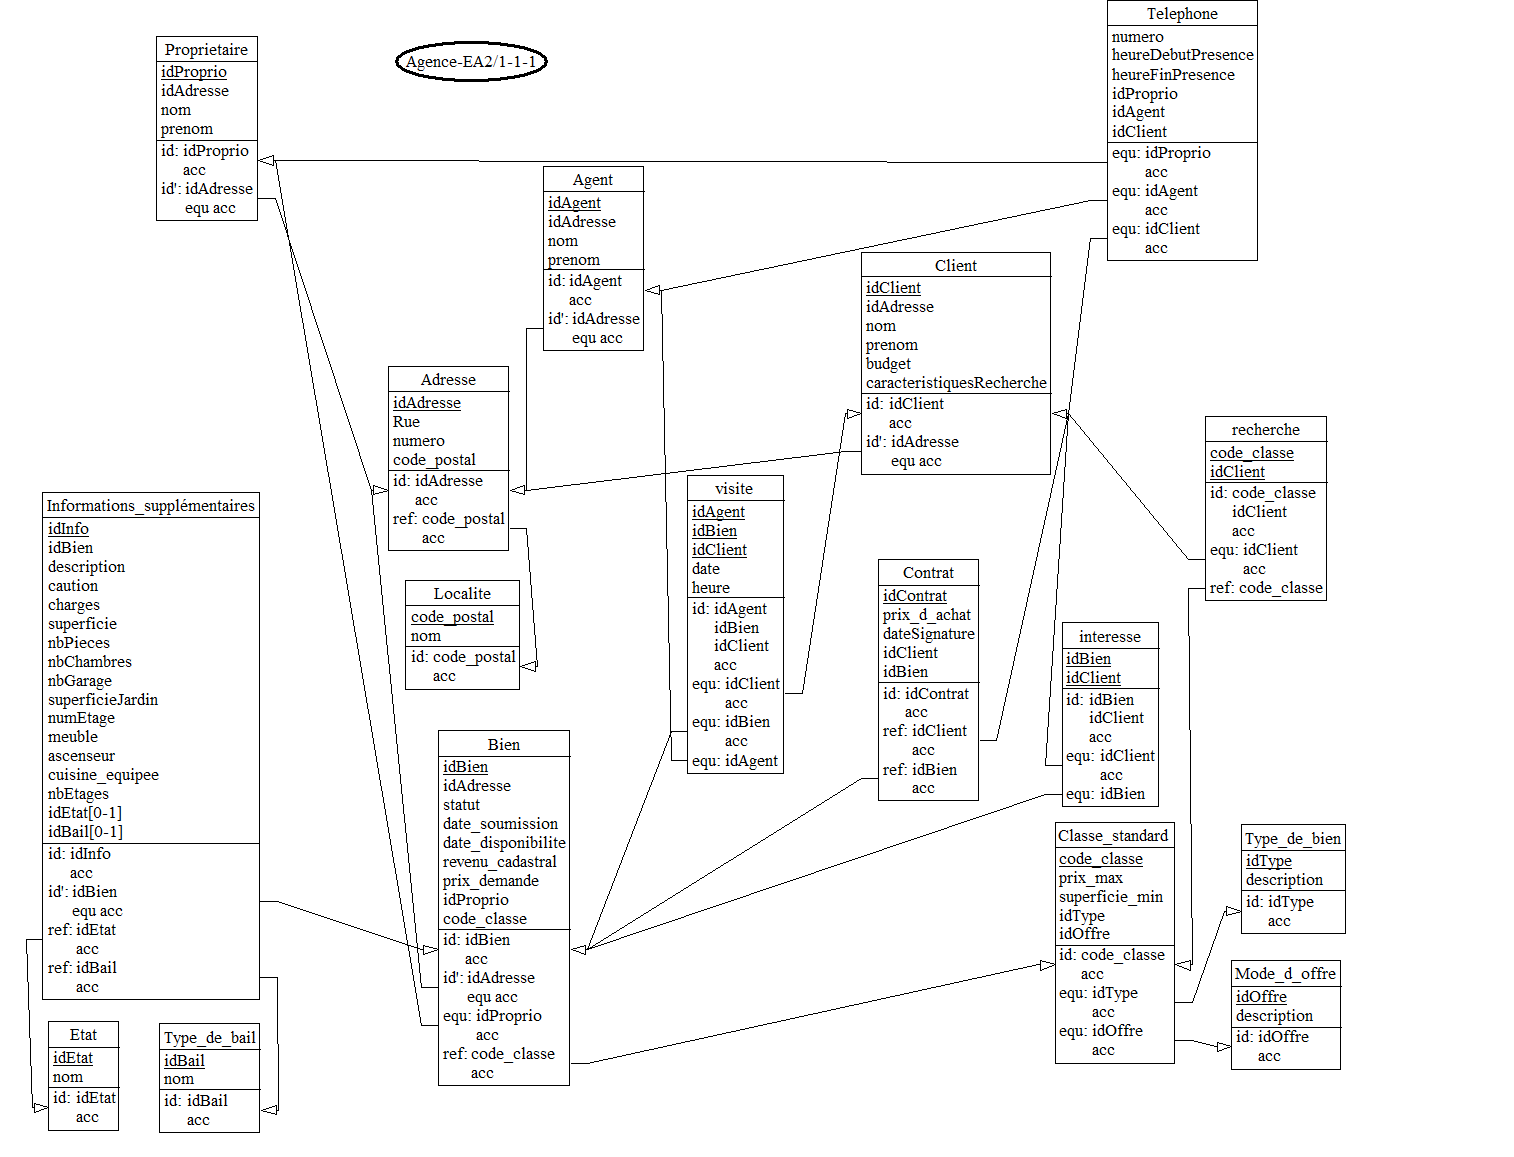 Agence-EA2/1-1-1
Proprietaire
idProprio
idAdresse
nom
prenom
id: idProprio
acc
id': idAdresse
equ acc
Telephone
numero
heureDebutPresence
heureFinPresence
idProprio
idAgent
idClient
equ: idProprio
acc
equ: idAgent
acc
equ: idClient
acc
Agent
idAgent
idAdresse
nom
prenom
id: idAgent
acc
id': idAdresse
equ acc
Client
idClient
idAdresse
nom
prenom
budget
caracteristiquesRecherche
id: idClient
acc
id': idAdresse
equ acc
Adresse
idAdresse
Rue
numero
code_postal
id: idAdresse
acc
ref: code_postal
acc
recherche
code_classe
idClient
id: code_classe
idClient
acc
equ: idClient
acc
ref: code_classe
visite
idAgent
idBien
idClient
date
heure
id: idAgent
idBien
idClient
acc
equ: idClient
acc
equ: idBien
acc
equ: idAgent
Informations_supplémentaires
idInfo
idBien
description
caution
charges
superficie
nbPieces
nbChambres
nbGarage
superficieJardin
numEtage
meuble
ascenseur
cuisine_equipee
nbEtages
idEtat[0-1]
idBail[0-1]
id: idInfo
acc
id': idBien
equ acc
ref: idEtat
acc
ref: idBail
acc
Localite
code_postal
nom
id: code_postal
acc
Contrat
idContrat
prix_d_achat
dateSignature
idClient
idBien
id: idContrat
acc
ref: idClient
acc
ref: idBien
acc
interesse
idBien
idClient
id: idBien
idClient
acc
equ: idClient
acc
equ: idBien
Bien
idBien
idAdresse
statut
date_soumission
date_disponibilite
revenu_cadastral
prix_demande
idProprio
code_classe
id: idBien
acc
id': idAdresse
equ acc
equ: idProprio
acc
ref: code_classe
acc
Classe_standard
code_classe
prix_max
superficie_min
idType
idOffre
id: code_classe
acc
equ: idType
acc
equ: idOffre
acc
Type_de_bien
idType
description
id: idType
acc
Mode_d_offre
idOffre
description
id: idOffre
acc
Etat
idEtat
nom
id: idEtat
acc
Type_de_bail
idBail
nom
id: idBail
acc